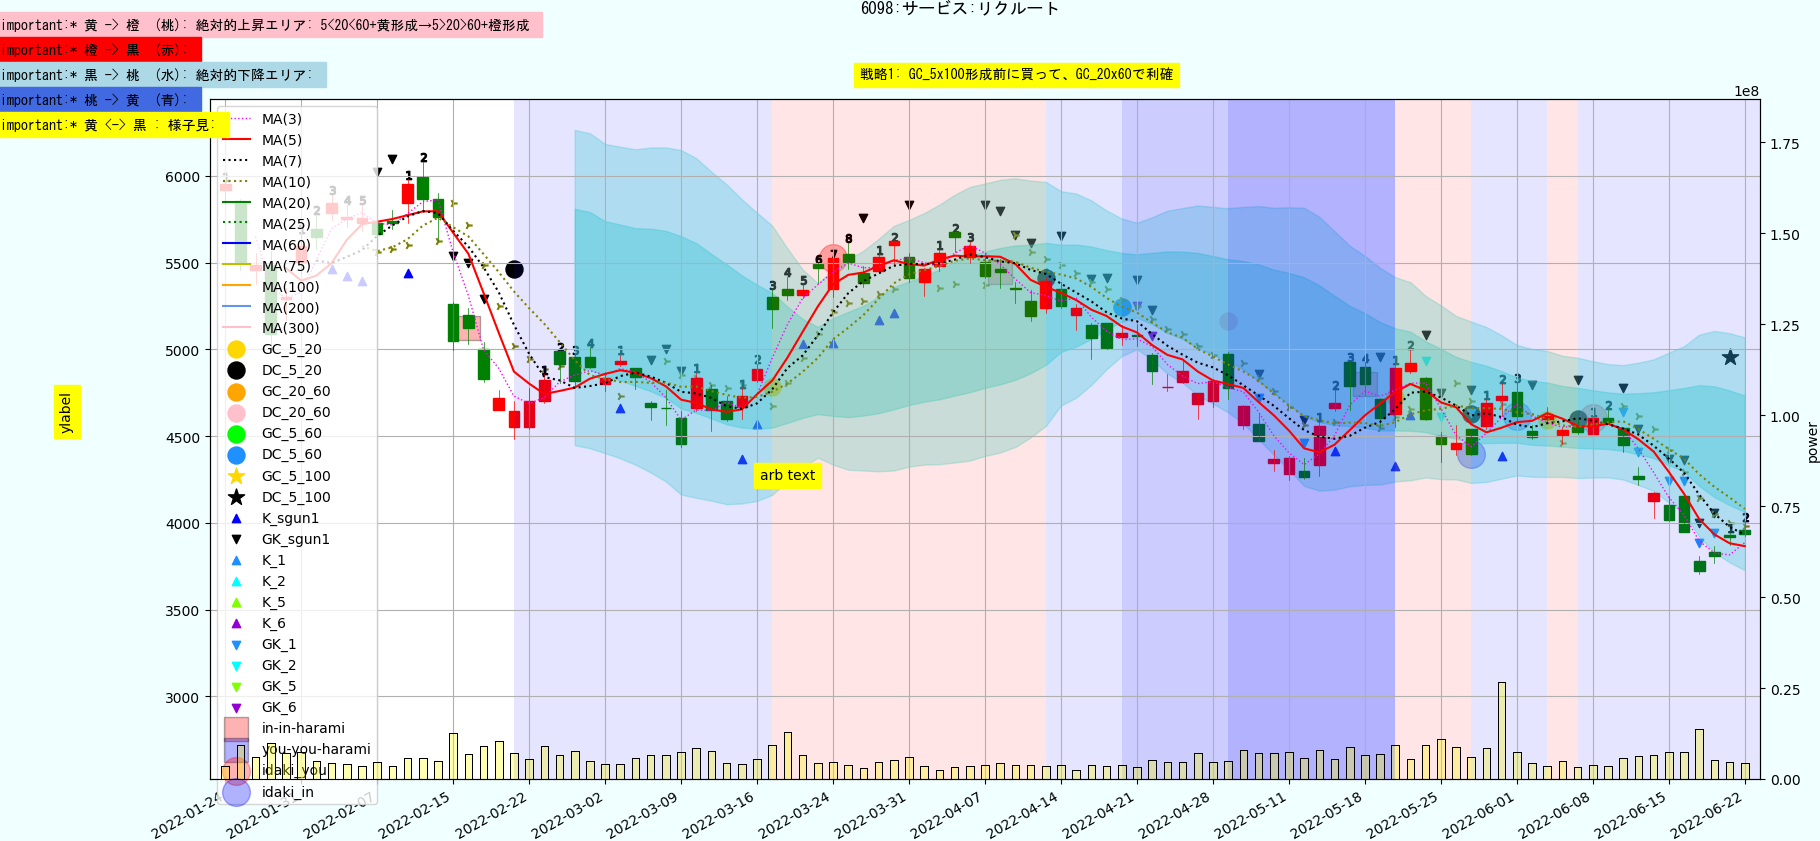 6098:サービス:リクルート
important:* 黄 -> 橙 (桃): 絶対的上昇エリア: 5<20<60+黄形成→5>20>60+橙形成
important:* 橙 -> 黒 (赤):
important:* 黒 -> 桃 (水): 絶対的下降エリア:
戦略1: GC_5x100形成前に買って、GC_20x60で利確
important:* 桃 -> 黄 (青):
important:* 黄 <-> 黒 : 様子見:
1e8
MA(3)
MA(5)
MA(7)
MA(10)
MA(20)
MA(25)
MA(60)
MA(75)
MA(100)
MA(200)
MA(300)
GC_5_20
DC_5_20
GC_20_60
DC_20_60
GC_5_60
DC_5_60
GC_5_100
DC_5_100
K_sgun1
GK_sgun1
K_1
K_2
K_5
K_6
GK_1
GK_2
GK_5
GK_6
in-in-harami
you-you-harami
idaki_you
idaki_in
6000
5500
5000
4500
4000
3500
3000
ylabel
arb text
1.75
1.50
1.25
1.00
0.75
0.50
0.25
0.00
power
2022-01-24
2022-01-31
2022-02-07
2022-02-15
2022-02-22
2022-03-02
2022-03-09
2022-03-16
2022-03-24
2022-03-31
2022-04-07
2022-04-14
2022-04-21
2022-04-28
2022-05-11
2022-05-18
2022-05-25
2022-06-01
2022-06-08
2022-06-15
2022-06-22